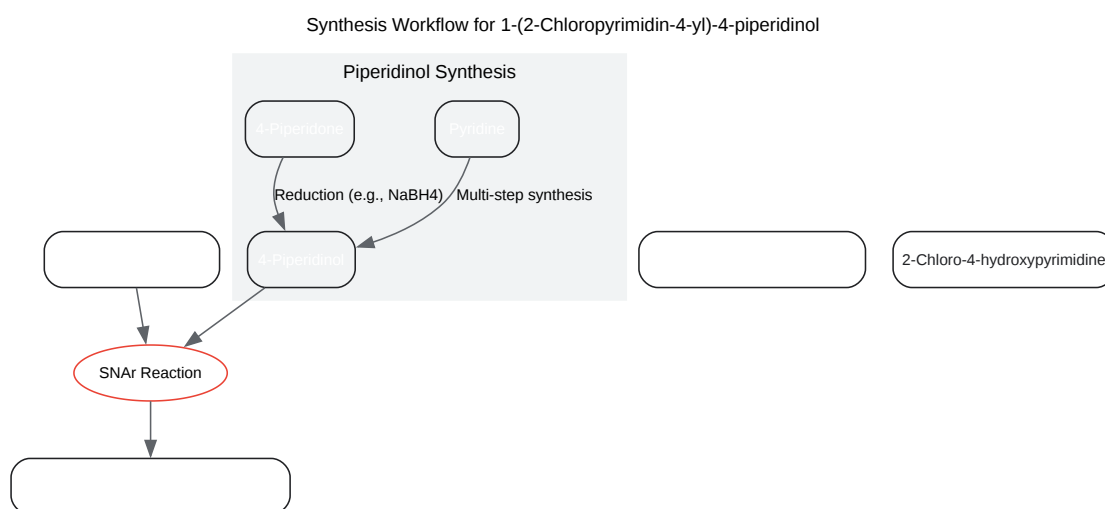 Synthesis Workflow for 1-(2-Chloropyrimidin-4-yl)-4-piperidinol
Piperidinol Synthesis
4-Piperidone
Pyridine
Reduction (e.g., NaBH4)
Multi-step synthesis
4-Piperidinol
2-Chloro-4-hydroxypyrimidine
SNAr Reaction